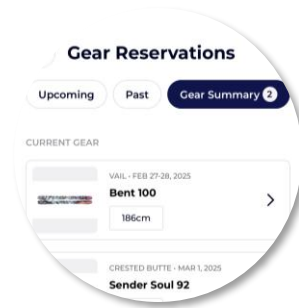 Gear Reservations
Upcoming
Past
Gear Summary 2
CURRENT GEAR
VAIL - FEB 27-28, 2025
Bent 100
186cm
CRESTED BUTTE - MAR 1, 2025
Sender Soul 92